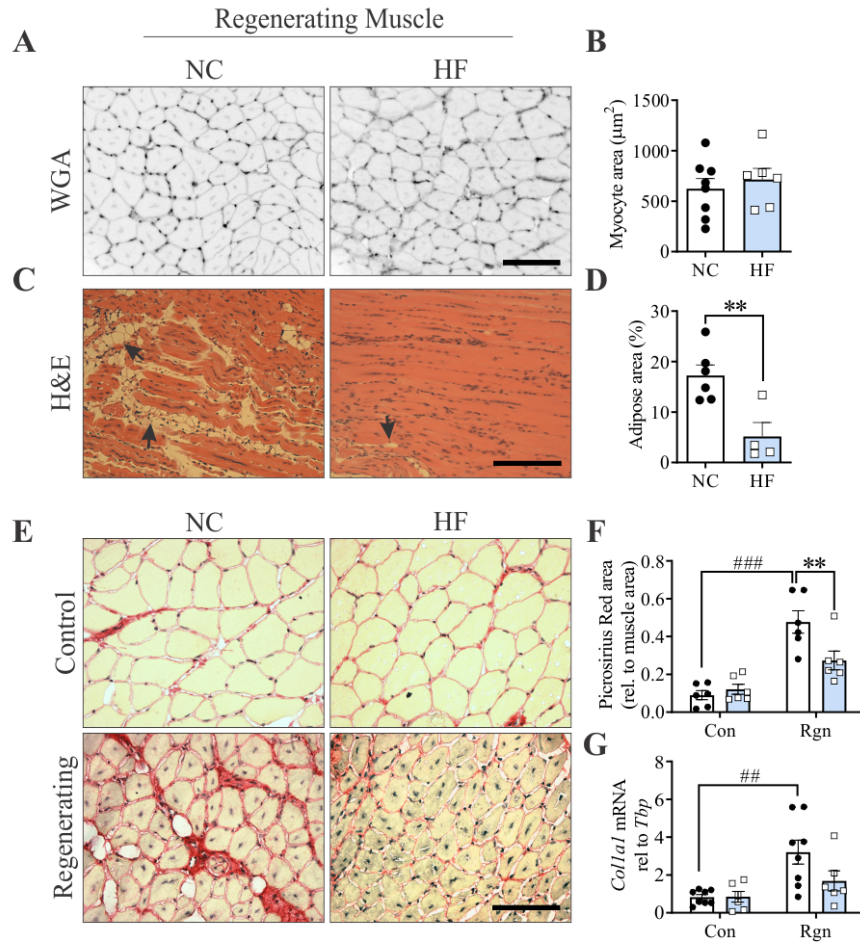 Regenerating Muscle
A
NC
HF
WGA
B
Myocyte area (μm²)
1500
1000
500
0
NC
HF
C
H&E
D
Adipose area (%)
30
20
10
0
**
NC
HF
E
NC
HF
Control
Regenerating
F
Picrosirius Red area
(rel. to muscle area)
0.8
0.6
0.4
0.2
0.0
###
**
Con
Rgn
G
Col1a1 mRNA
rel to Tbp
6
4
2
0
##
Con
Rgn